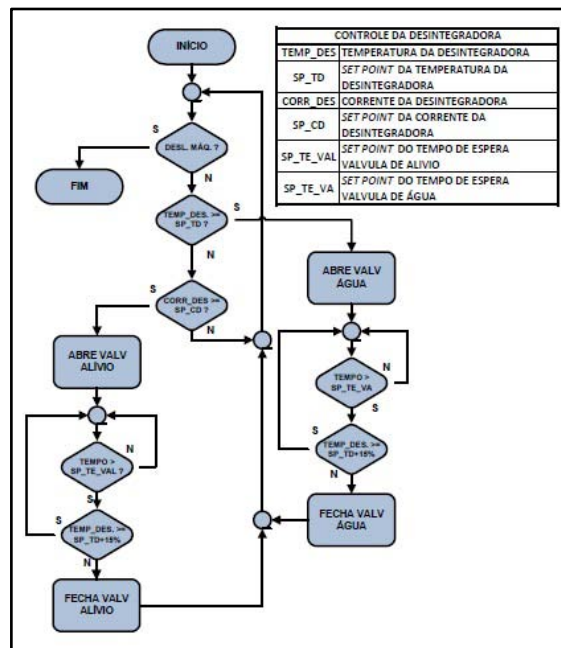 INÍCIO
CONTROLE DA DESINTEGRADORA
TEMP_DES TEMPERATURA DA DESINTEGRADORA
SP_TD SET POINT DA TEMPERATURA DA
DESINTEGRADORA
CORR_DES CORRENTE DA DESINTEGRADORA
SP_CD SET POINT DA CORRENTE DA
DESINTEGRADORA
SP_TE_VAL SET POINT DO TEMPO DE ESPERA
VALVULA DE ALIVIO
SP_TE_VA SET POINT DO TEMPO DE ESPERA
VALVULA DE ÁGUA
S
DESL. MÁQ. ?
N
FIM
TEMP_DES. >=
SP_TD ?
S
N
ABRE VALV
ÁGUA
S
CORR_DES >=
SP_CD ?
N
ABRE VALV
ALÍVIO
N
TEMPO >
SP_TE_VA
S
S
TEMP_DES. >=
SP_TD+15%
N
FECHA VALV
ÁGUA
N
TEMPO >
SP_TE_VAL ?
S
S
TEMP_DES. >=
SP_TD+15%
N
FECHA VALV
ALÍVIO